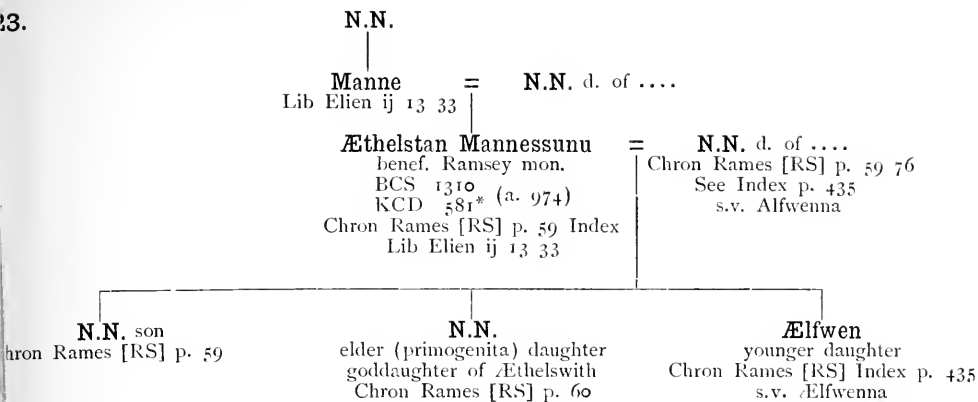 23.
N.N.
Manne = N.N. d. of ....
Lib Elien ij 13 33
Æthelstan Mannessunu = N.N. d. of ....
benef. Ramsey mon.
BCS 1310
KCD 581* (a. 974)
Chron Rames [RS] p. 59 Index
Lib Elien ij 13 33
Chron Rames [RS] p. 59 76
See Index p. 435
s.v. Alfwenna
N.N. son
hron Rames [RS] p. 59
N.N.
elder (primogenita) daughter
goddaughter of Æthelswith
Chron Rames [RS] p. 60
Ælfwen
younger daughter
Chron Rames [RS] Index p. 435
s.v. Ælfwenna